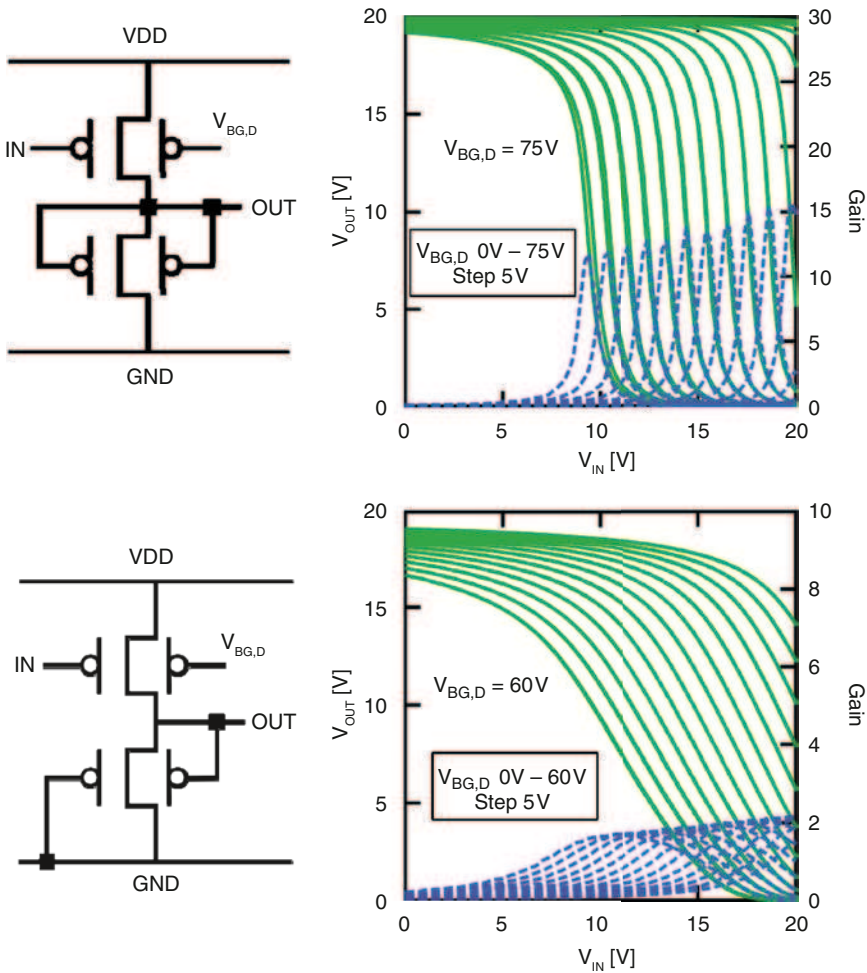 VDD
IN
V_BG,D
OUT
GND
20
15
10
5
0
V_OUT [V]
V_BG,D = 75V
V_BG,D 0V – 75V
Step 5V
30
25
20
15
10
5
0
Gain
0
5
10
15
20
V_IN [V]
VDD
IN
V_BG,D
OUT
GND
20
15
10
5
0
V_OUT [V]
V_BG,D = 60V
V_BG,D 0V – 60V
Step 5V
10
8
6
4
2
0
Gain
0
5
10
15
20
V_IN [V]